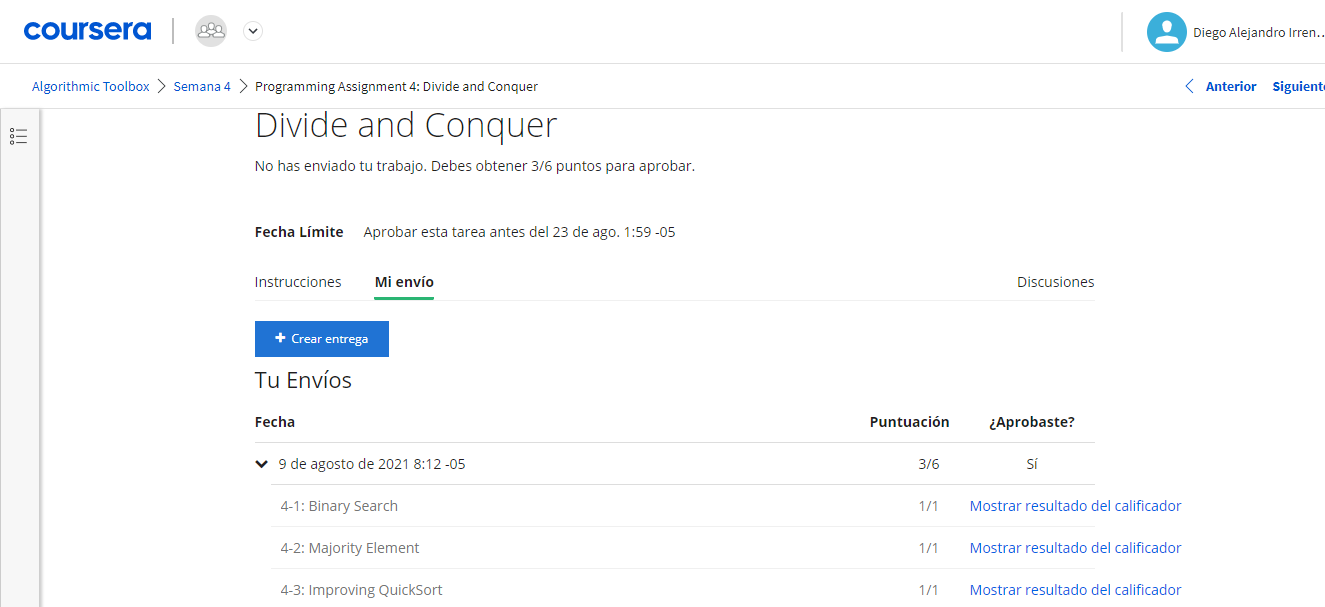 coursera
Diego Alejandro Irren...
Algorithmic Toolbox > Semana 4 > Programming Assignment 4: Divide and Conquer
Anterior Siguiente
Divide and Conquer
No has enviado tu trabajo. Debes obtener 3/6 puntos para aprobar.
Fecha Límite Aprobar esta tarea antes del 23 de ago. 1:59 -05
Instrucciones Mi envío Discusiones
+ Crear entrega
Tu Envíos
Fecha Puntuación ¿Aprobaste?
9 de agosto de 2021 8:12 -05 3/6 Sí
4-1: Binary Search 1/1 Mostrar resultado del calificador
4-2: Majority Element 1/1 Mostrar resultado del calificador
4-3: Improving QuickSort 1/1 Mostrar resultado del calificador